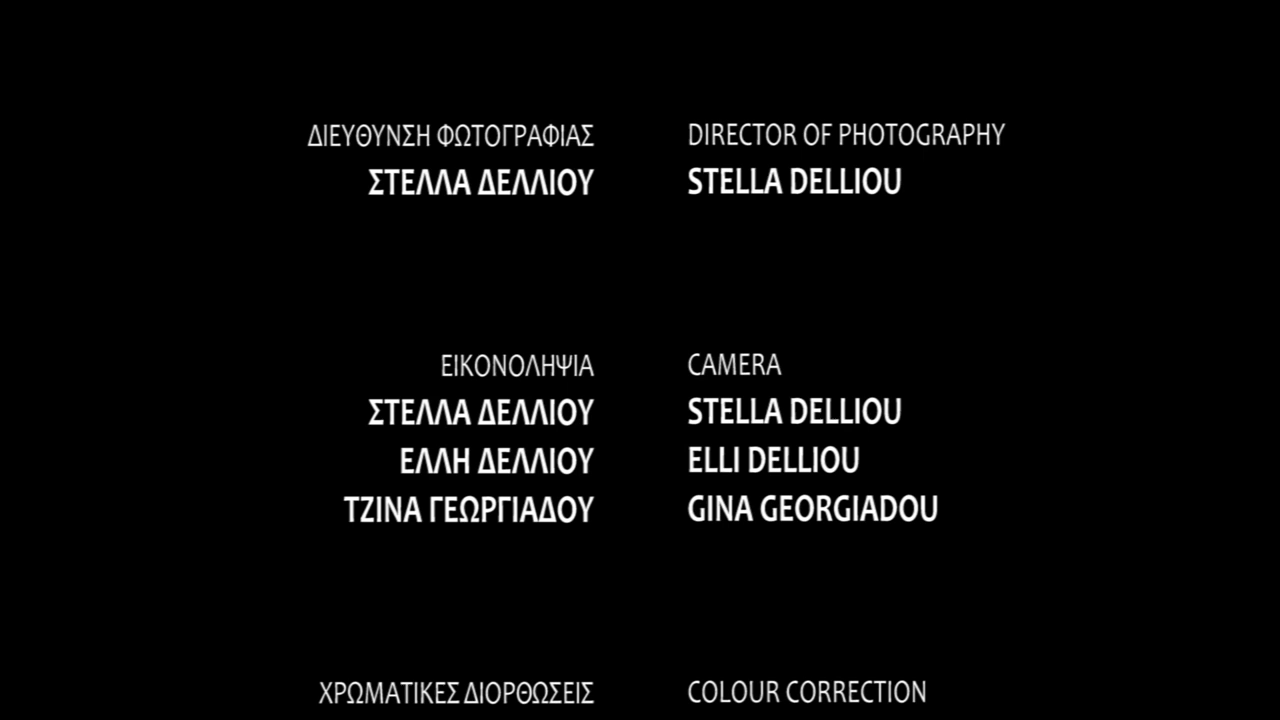 ΔΙΕΥΘΥΝΣΗ ΦΩΤΟΓΡΑΦΙΑΣ DIRECTOR OF PHOTOGRAPHY
ΣΤΕΛΛΑ ΔΕΛΛΙΟΥ STELLA DELLIOU
ΕΙΚΟΝΟΛΗΨΙΑ CAMERA
ΣΤΕΛΛΑ ΔΕΛΛΙΟΥ STELLA DELLIOU
ΕΛΛΗ ΔΕΛΛΙΟΥ ELLI DELLIOU
ΤΖΙΝΑ ΓΕΩΡΓΙΑΔΟΥ GINA GEORGIADOU
ΧΡΩΜΑΤΙΚΕΣ ΔΙΟΡΘΩΣΕΙΣ COLOUR CORRECTION